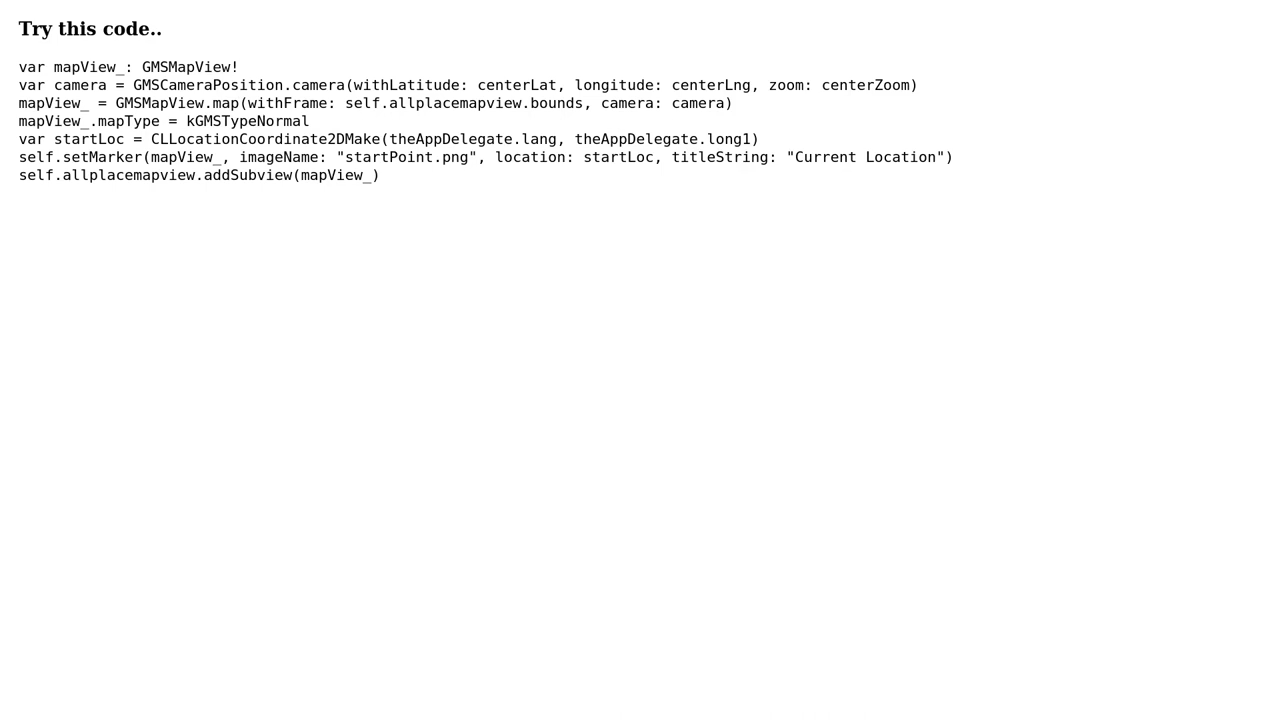 Try this code..
var mapView_: GMSMapView!
var camera = GMSCameraPosition.camera(withLatitude: centerLat, longitude: centerLng, zoom: centerZoom)
mapView_ = GMSMapView.map(withFrame: self.allplacemapview.bounds, camera: camera)
mapView_.mapType = kGMSTypeNormal
var startLoc = CLLocationCoordinate2DMake(theAppDelegate.lang, theAppDelegate.long1)
self.setMarker(mapView_, imageName: "startPoint.png", location: startLoc, titleString: "Current Location")
self.allplacemapview.addSubview(mapView_)